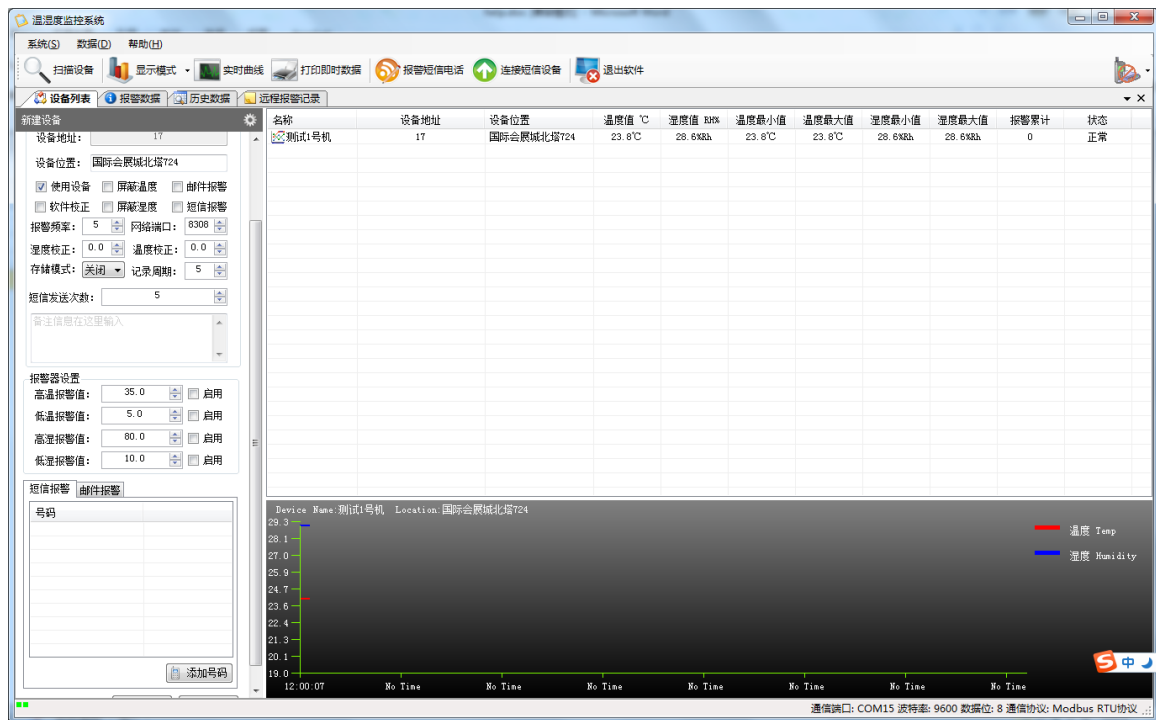 温湿度监控系统
系统(S) 数据(D) 帮助(H)
扫描设备 显示模式 实时曲线 打印即时数据 报警短信电话 连接短信设备 退出软件
设备列表 报警数据 历史数据 远程报警记录
新建设备
设备地址: 17
设备位置: 国际会展城北塔724
使用设备 屏蔽温度 邮件报警
软件校正 屏蔽湿度 短信报警
报警频率: 5 网络端口: 8308
湿度校正: 0.0 温度校正: 0.0
存储模式: 关闭 记录周期: 5
短信发送次数: 5
备注信息在这里输入
报警器设置
高温报警值: 35.0 启用
低温报警值: 5.0 启用
高湿报警值: 80.0 启用
低湿报警值: 10.0 启用
短信报警 邮件报警
号码
添加号码
名称 设备地址 设备位置 温度值 ℃ 湿度值 RH% 温度最小值 温度最大值 湿度最小值 湿度最大值 报警累计 状态
测试1号机 17 国际会展城北塔724 23.8℃ 28.6%Rh 23.8℃ 23.8℃ 28.6%Rh 28.6%Rh 0 正常
Device Name:测试1号机 Location:国际会展城北塔724
29.3
28.1
27.0
25.9
24.7
23.6
22.4
21.3
20.1
19.0
温度 Temp
湿度 Humidity
12:00:07 No Time No Time No Time No Time No Time No Time No Time
中
通信端口: COM15 波特率: 9600 数据位: 8 通信协议: Modbus RTU协议